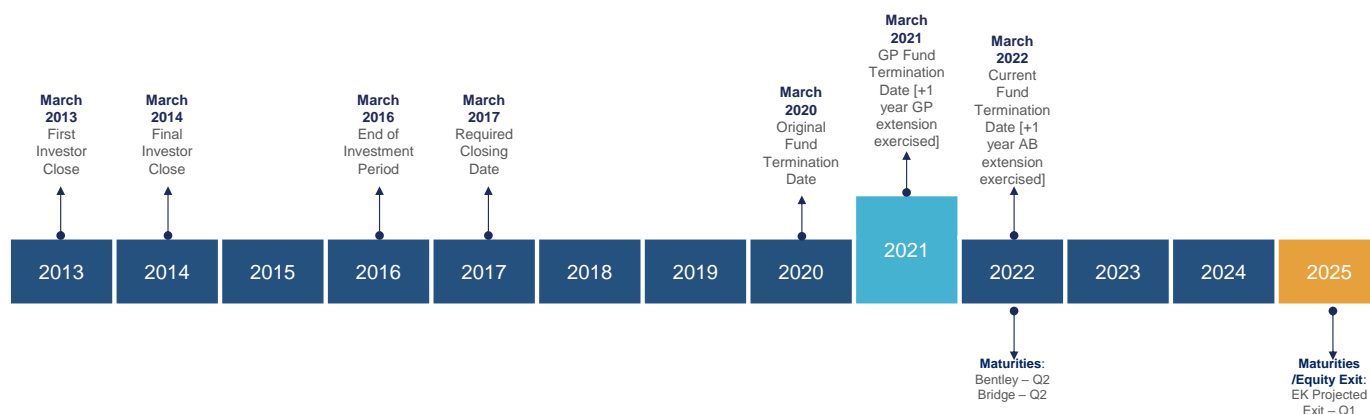 March
2013
First
Investor
Close
March
2014
Final
Investor
Close
March
2016
End of
Investment
Period
March
2017
Required
Closing
Date
March
2020
Original
Fund
Termination
Date
March
2021
GP Fund
Termination
Date [+1
year GP
extension
exercised]
March
2022
Current
Fund
Termination
Date [+1
year AB
extension
exercised]
2013
2014
2015
2016
2017
2018
2019
2020
2021
2022
2023
2024
2025
Maturities:
Bentley – Q2
Bridge – Q2
Maturities
/Equity Exit:
EK Projected
Exit – Q1